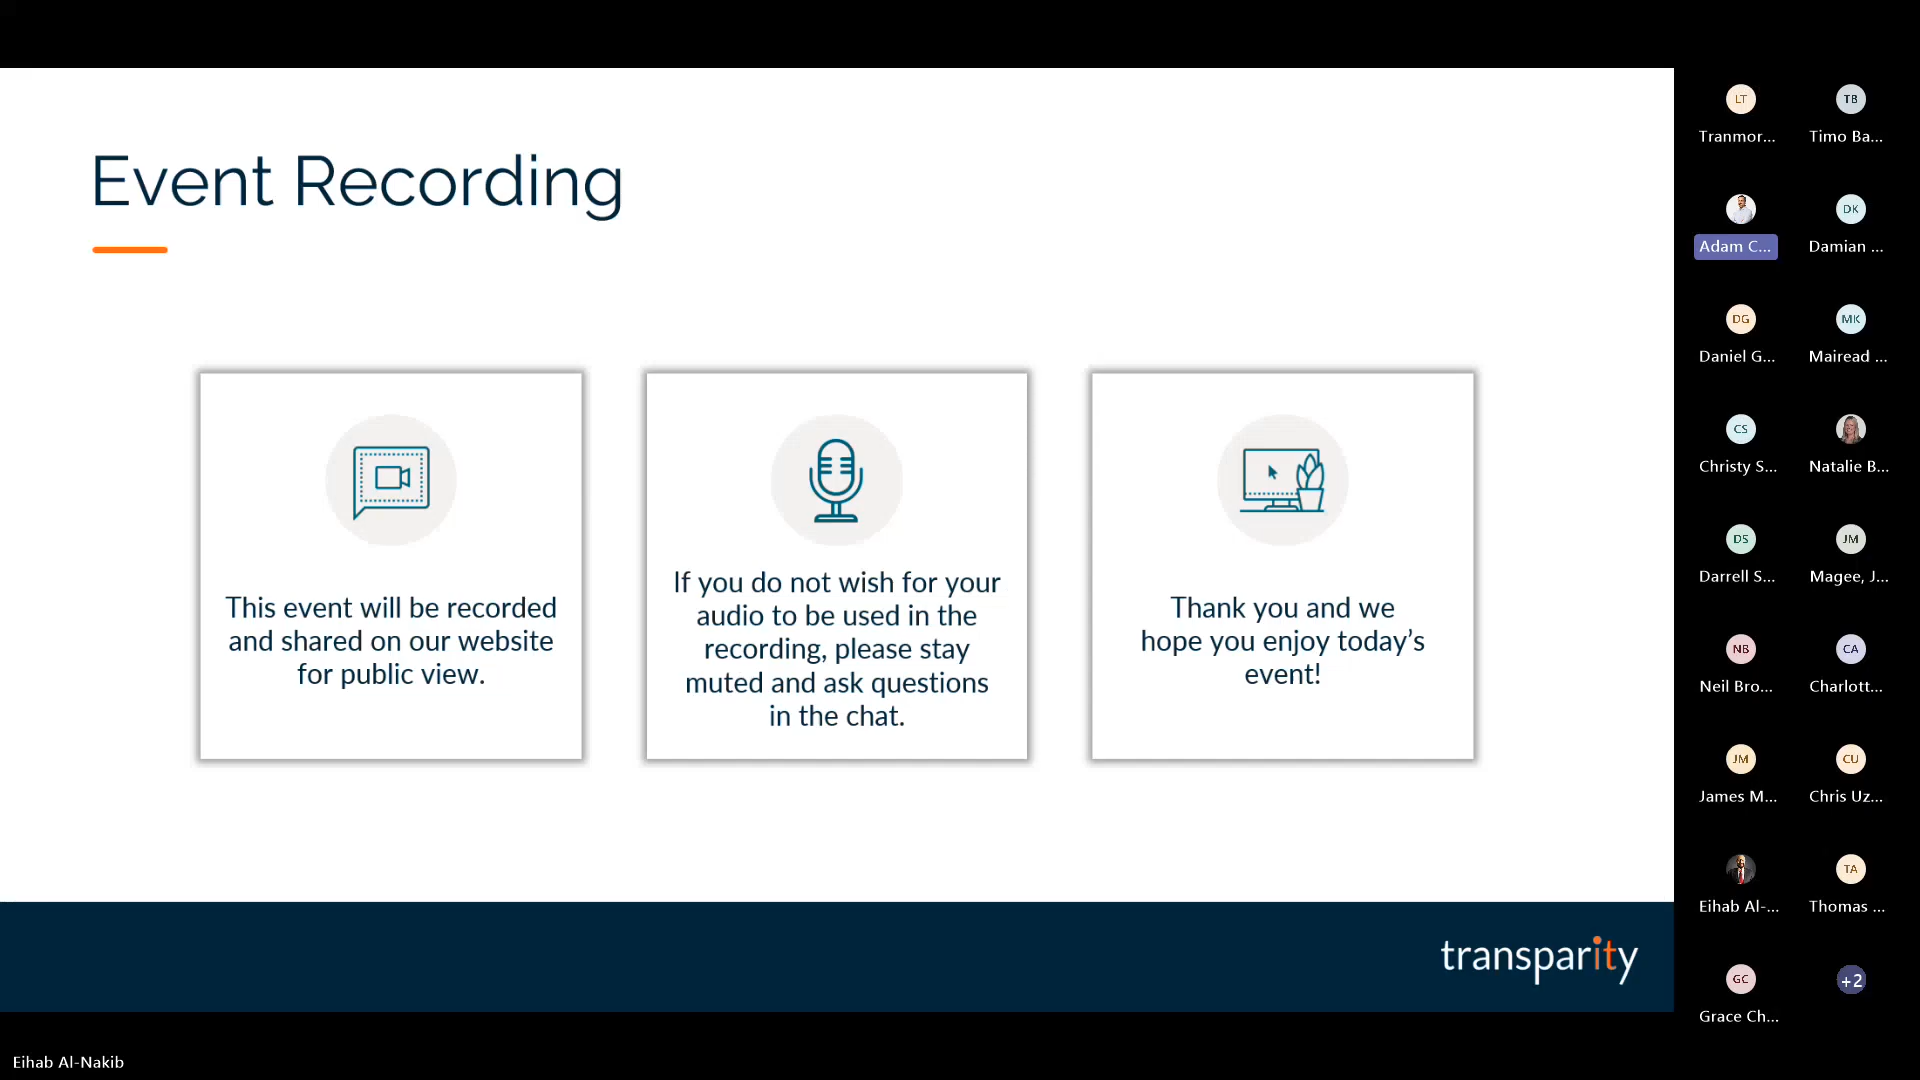 Event Recording
This event will be recorded
and shared on our website
for public view.
If you do not wish for your
audio to be used in the
recording, please stay
muted and ask questions
in the chat.
Thank you and we
hope you enjoy today's
event!
transparity
LT
Tranmor...
TB
Timo Ba...
Adam C...
DK
Damian ...
DG
Daniel G...
MK
Mairead ...
CS
Christy S...
Natalie B...
DS
Darrell S...
JM
Magee, J...
NB
Neil Bro...
CA
Charlott...
JM
James M...
CU
Chris Uz...
Eihab Al-...
TA
Thomas ...
GC
Grace Ch...
+2
Eihab Al-Nakib